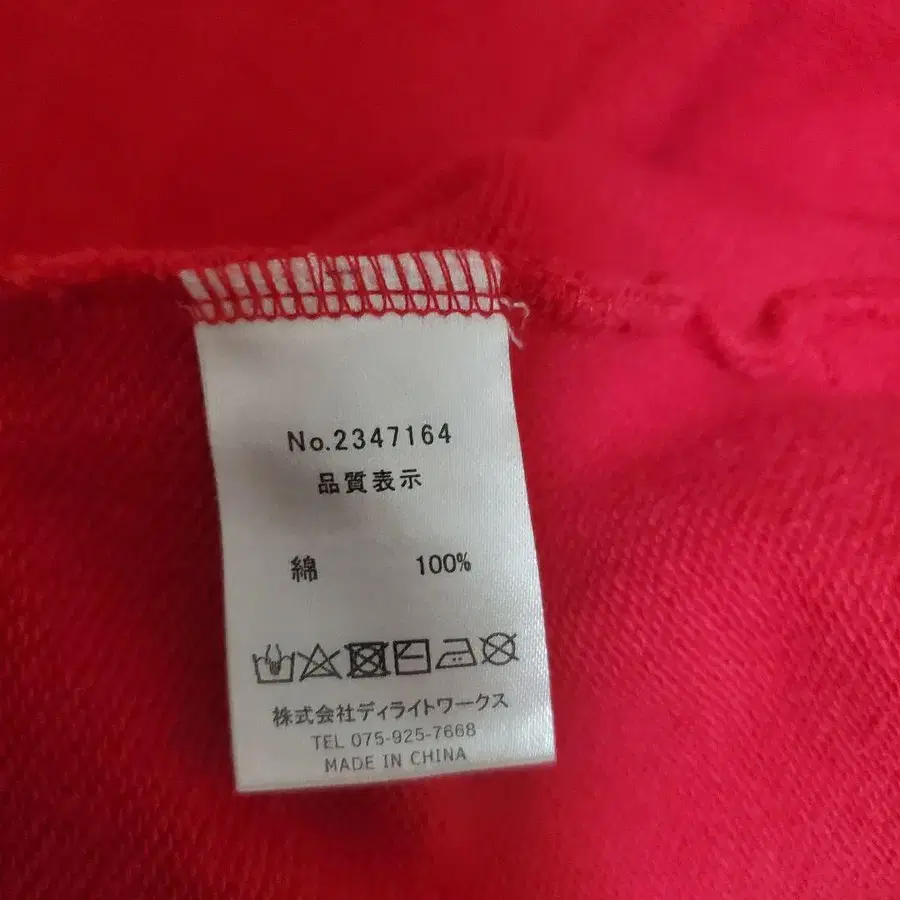 No.2347164
品質表示
綿 100%
株式会社ディライトワークス
TEL 075-925-7668
MADE IN CHINA